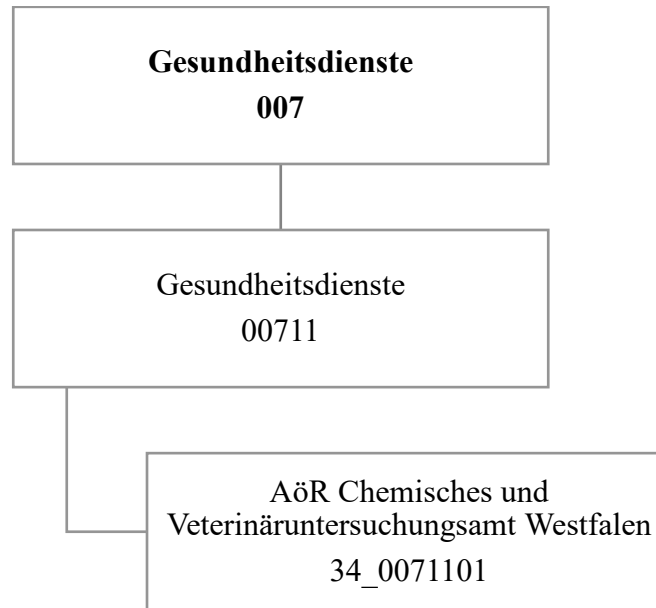 Gesundheitsdienste
007
Gesundheitsdienste
00711
AöR Chemisches und
Veterinäruntersuchungsamt Westfalen
34_0071101